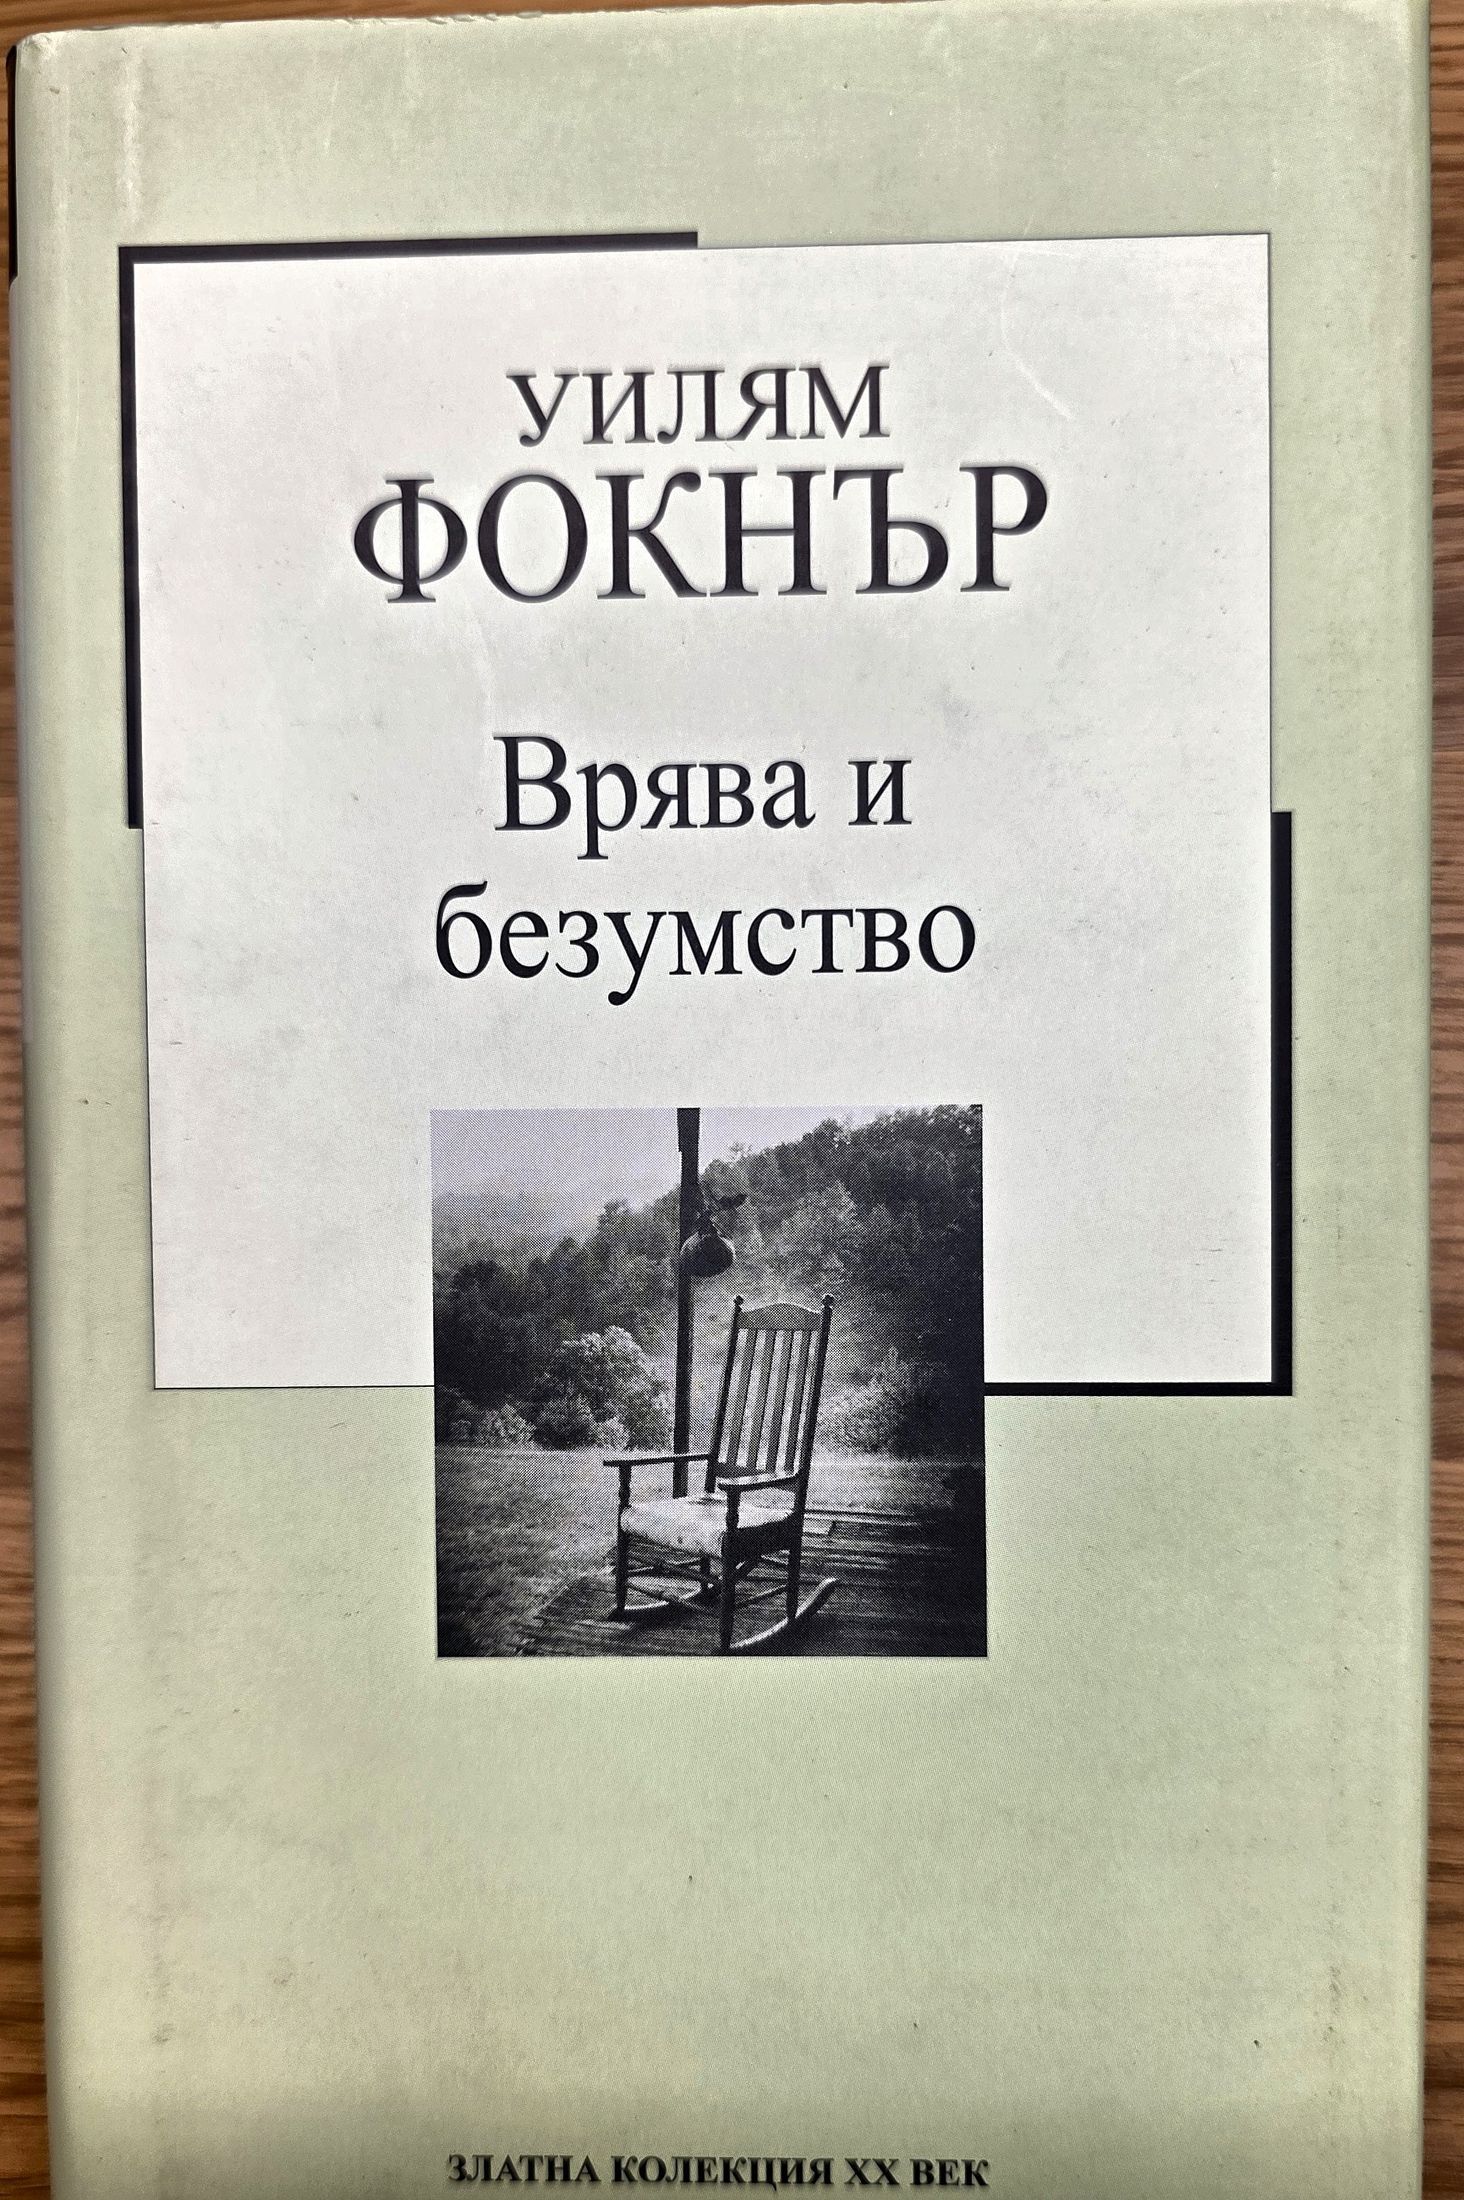 УИЛЯМ
ФОКНЪР
Врява и
безумство
ЗЛАТНА КОЛЕКЦИЯ XX ВЕК